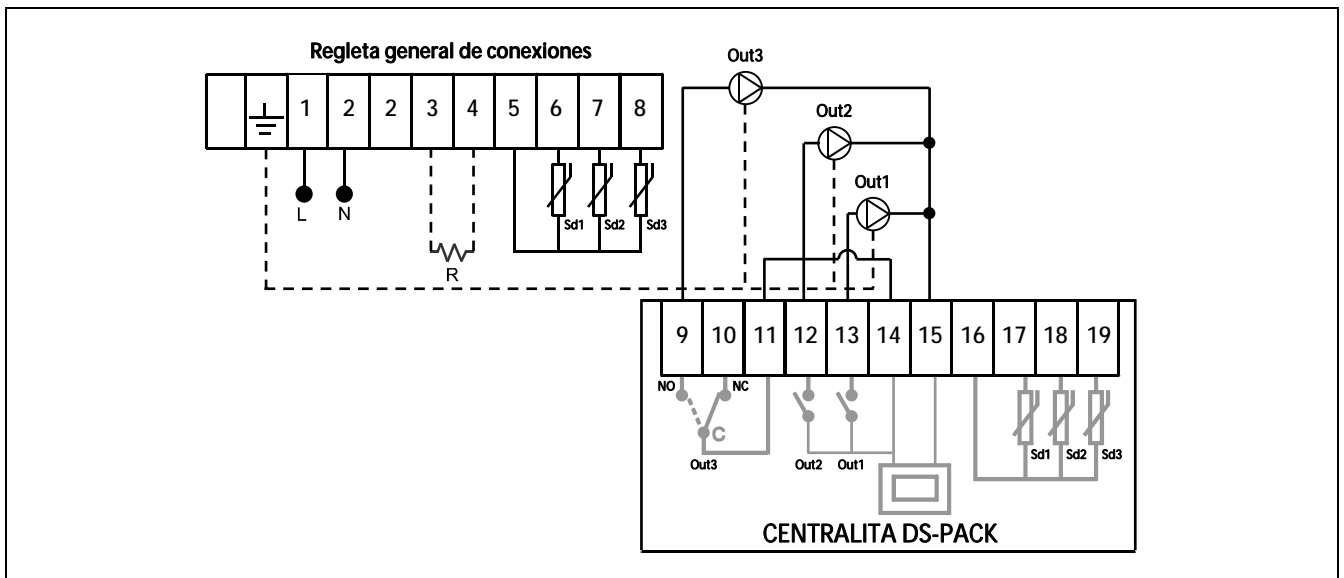 Regleta general de conexiones
1 2 2 3 4 5 6 7 8
L N
R
Sd1 Sd2 Sd3
Out3
Out2
Out1
9 10 11 12 13 14 15 16 17 18 19
NO NC
C
Out3 Out2 Out1
Sd1 Sd2 Sd3
CENTRALITA DS-PACK